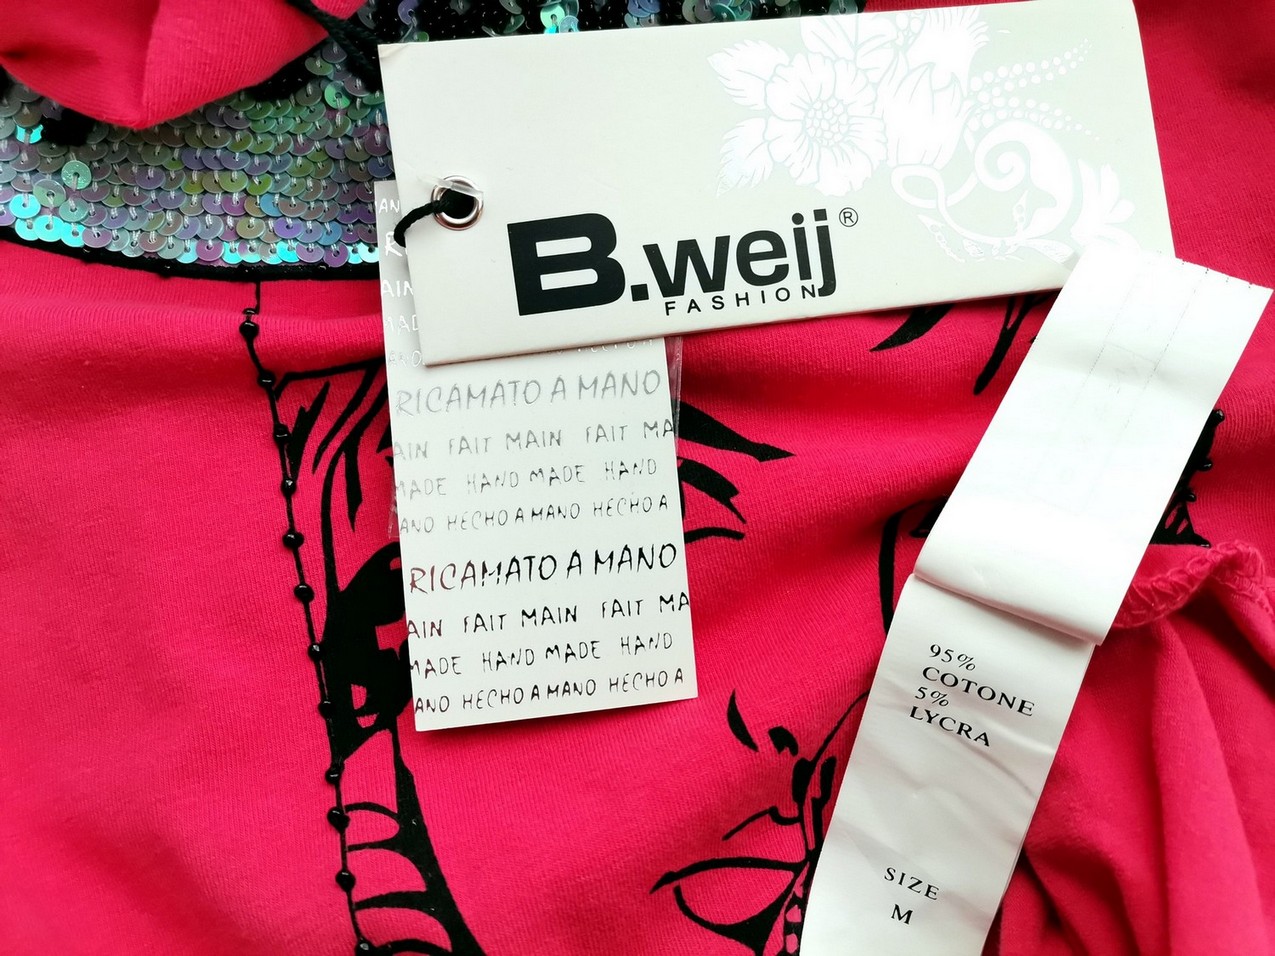 B.weij®
FASHION
RICAMATO A MANO
AIN FAIT MAIN FAIT MA
MADE HAND MADE HAND
ANO HECHO A MANO HECHO A
RICAMATO A MANO
AIN FAIT MAIN FAIT MA
MADE HAND MADE HAND
ANO HECHO A MANO HECHO A
95%
COTONE
5%
LYCRA
SIZE
M